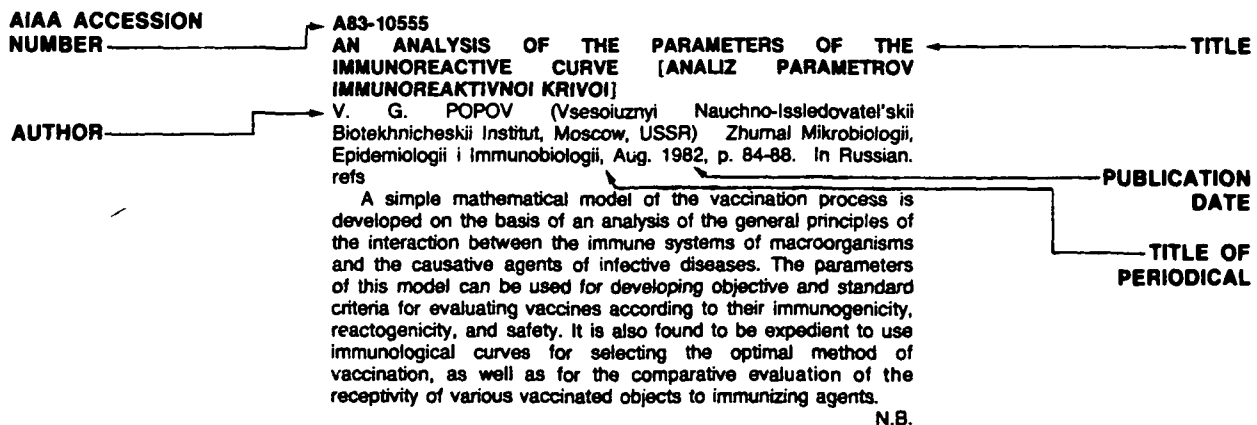 AIAA ACCESSION
NUMBER
A83-10555
AN ANALYSIS OF THE PARAMETERS OF THE
IMMUNOREACTIVE CURVE [ANALIZ PARAMETROV
IMMUNOREAKTIVNOI KRIVOI]
TITLE
AUTHOR
V. G. POPOV (Vsesoiuznyi Nauchno-Issledovatel'skii
Biotekhnicheskii Institut, Moscow, USSR) Zhurnal Mikrobiologii,
Epidemiologii i Immunobiologii, Aug. 1982, p. 84-88. In Russian.
refs
PUBLICATION
DATE
TITLE OF
PERIODICAL
A simple mathematical model of the vaccination process is
developed on the basis of an analysis of the general principles of
the interaction between the immune systems of macroorganisms
and the causative agents of infective diseases. The parameters
of this model can be used for developing objective and standard
criteria for evaluating vaccines according to their immunogenicity,
reactogenicity, and safety. It is also found to be expedient to use
immunological curves for selecting the optimal method of
vaccination, as well as for the comparative evaluation of the
receptivity of various vaccinated objects to immunizing agents.
N.B.